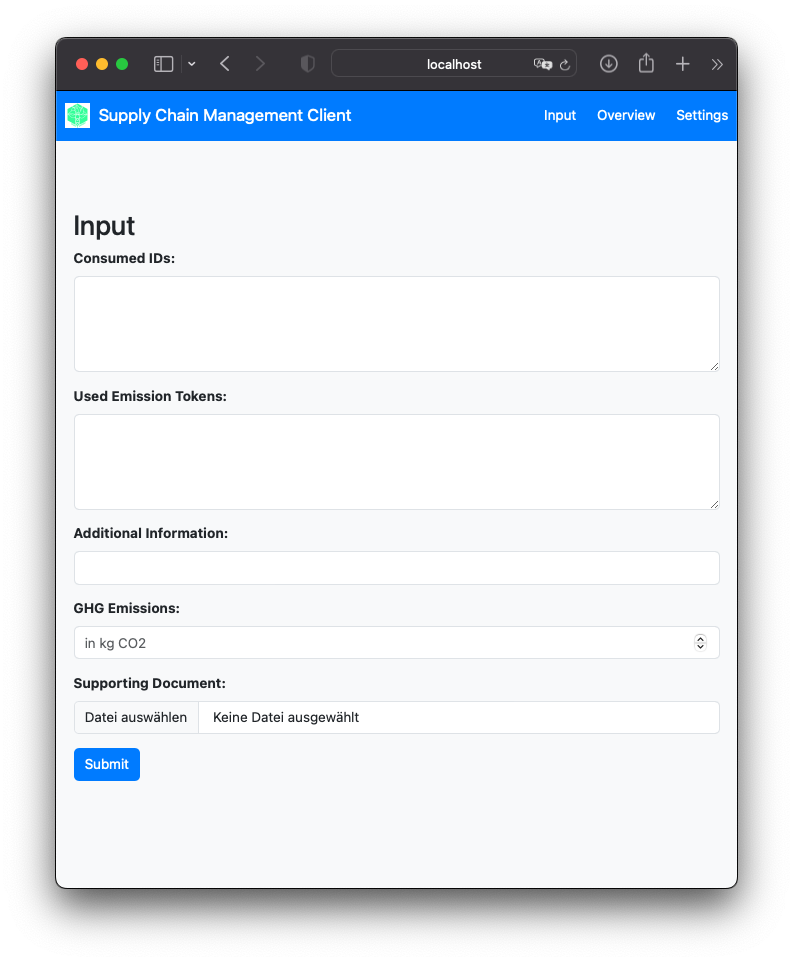 localhost
Supply Chain Management Client
Input Overview Settings
Input
Consumed IDs:
Used Emission Tokens:
Additional Information:
GHG Emissions:
in kg CO2
Supporting Document:
Datei auswählen Keine Datei ausgewählt
Submit